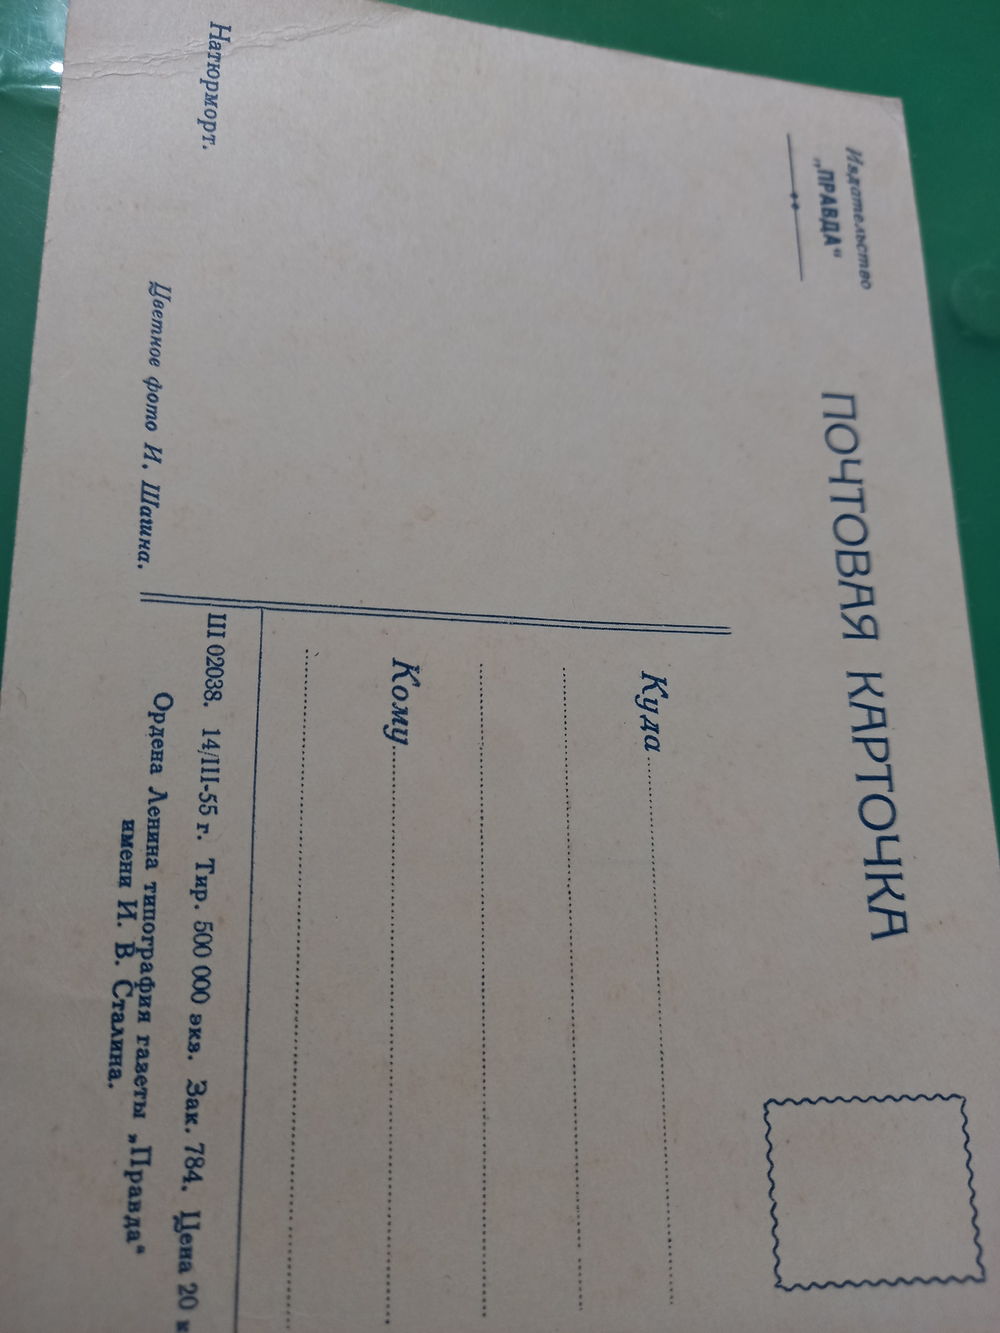 Издательство
„ПРАВДА“
ПОЧТОВАЯ КАРТОЧКА
Куда
Кому
Натюрморт.
Цветное фото И. Шагина.
Ш 02038. 14/III-55 г. Тир. 500 000 экз. Зак. 784. Цена 20 к
Ордена Ленина типография газеты „Правда“
имени И. В. Сталина.